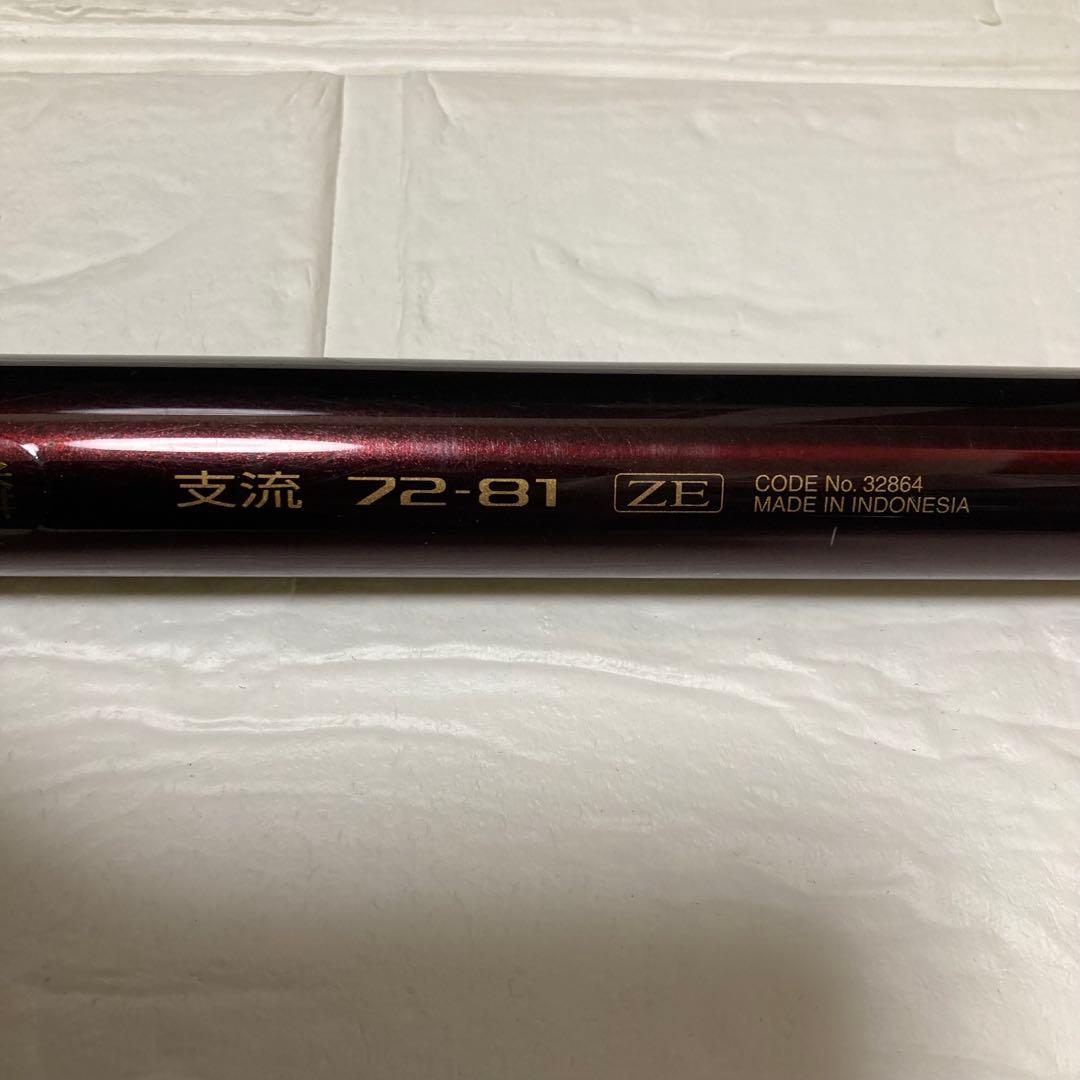 支流 72-81 ZE CODE No. 32864
MADE IN INDONESIA